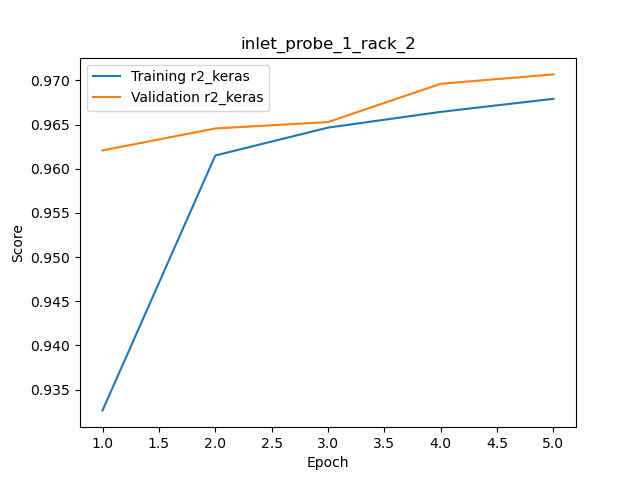 inlet_probe_1_rack_2
Training r2_keras
Validation r2_keras
0.970
0.965
0.960
0.955
0.950
0.945
0.940
0.935
Score
1.0 1.5 2.0 2.5 3.0 3.5 4.0 4.5 5.0
Epoch